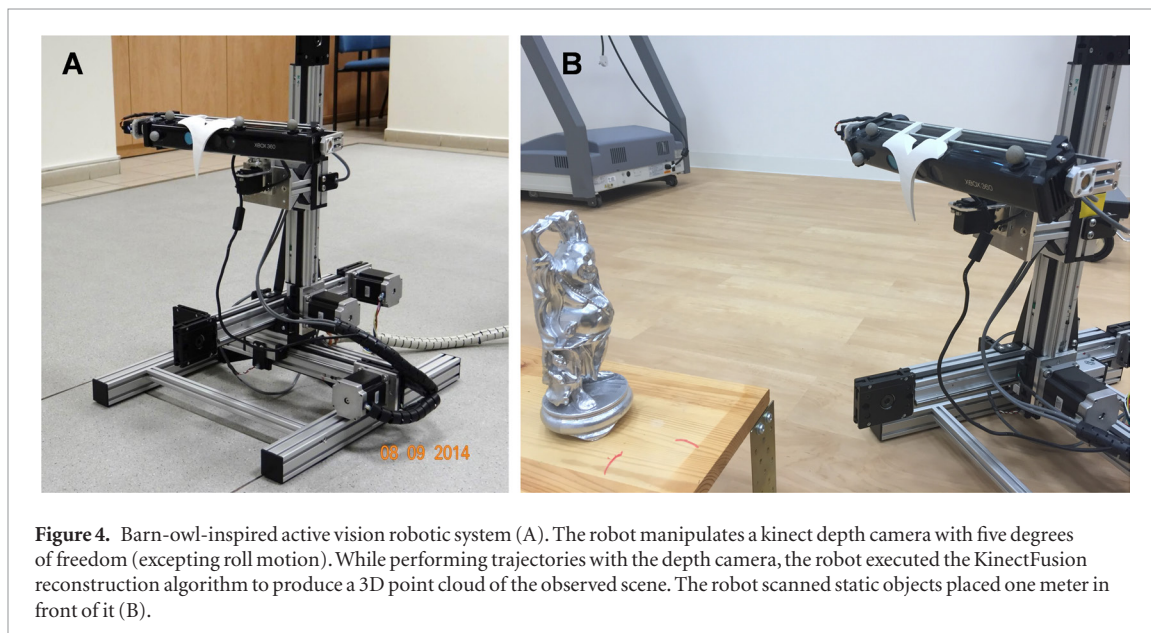 A
B
XBOX 360
XBOX 360
08 09 2014
Figure 4. Barn-owl-inspired active vision robotic system (A). The robot manipulates a kinect depth camera with five degrees
of freedom (excepting roll motion). While performing trajectories with the depth camera, the robot executed the KinectFusion
reconstruction algorithm to produce a 3D point cloud of the observed scene. The robot scanned static objects placed one meter in
front of it (B).